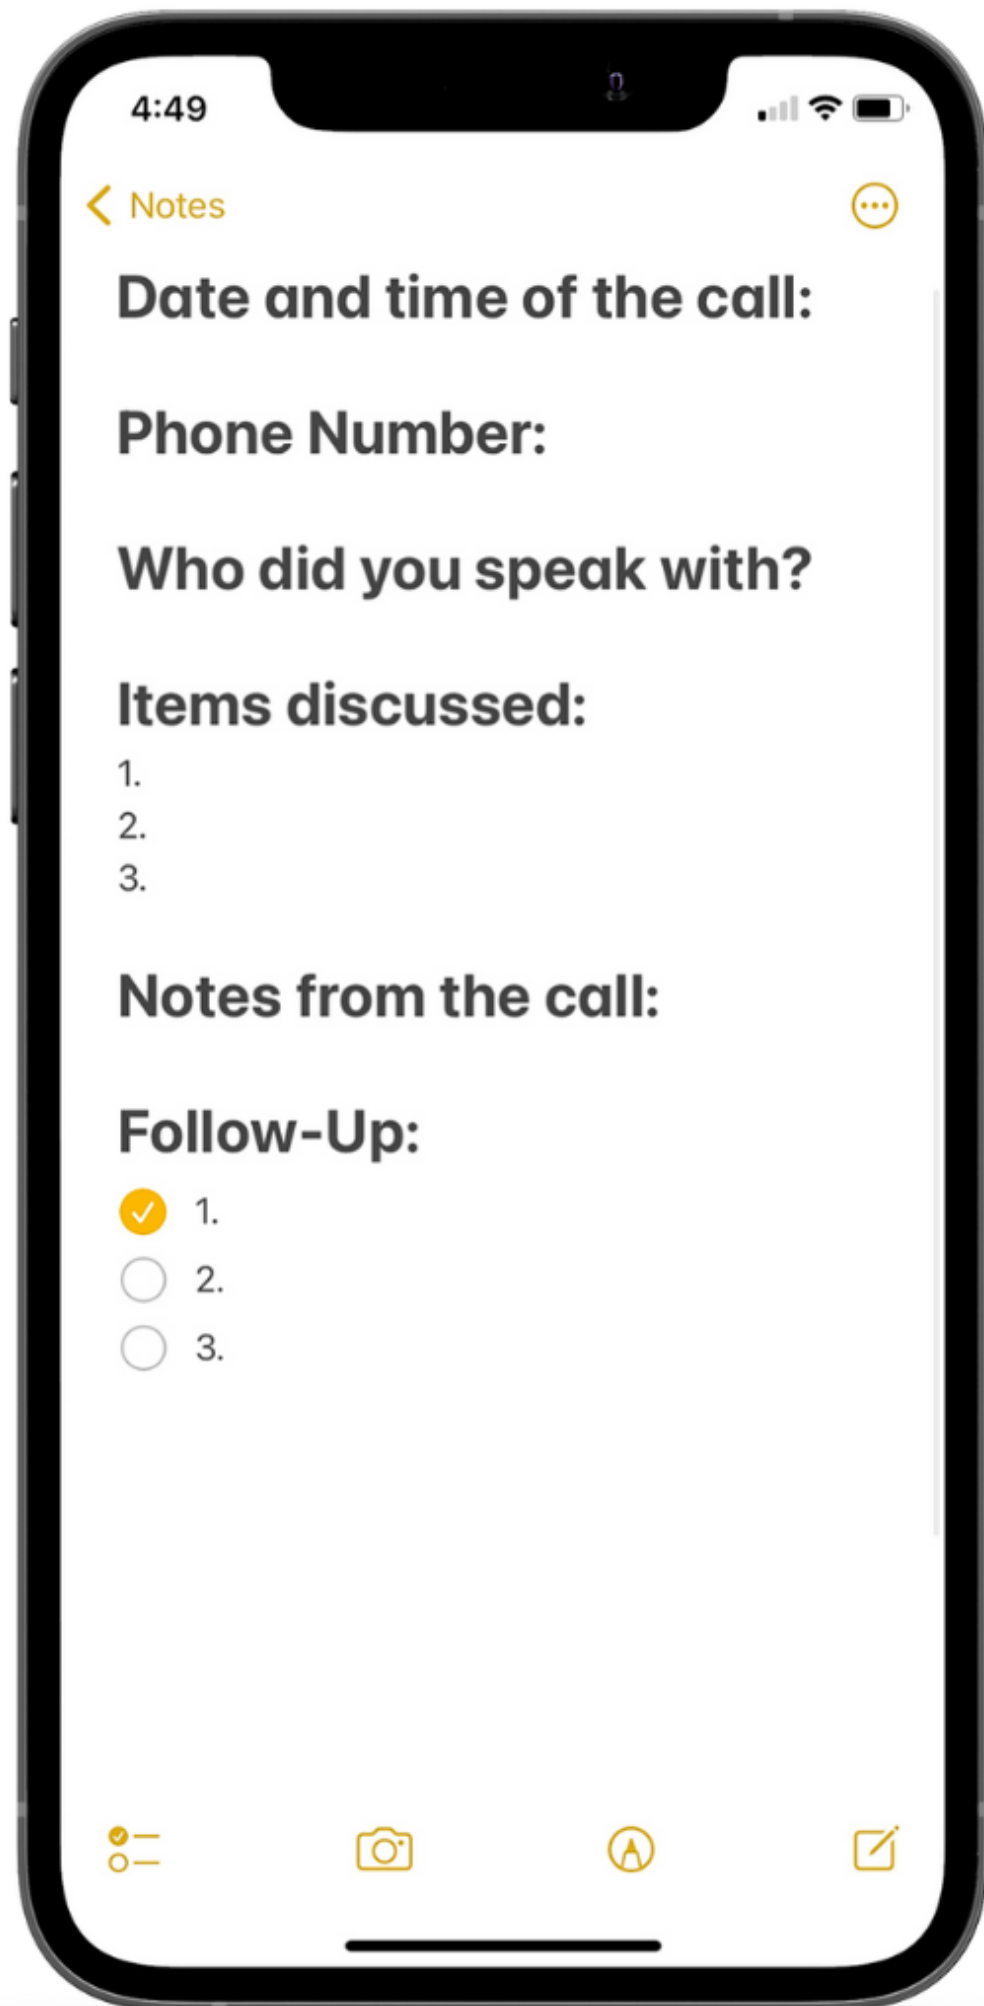 4:49
Notes
Date and time of the call:
Phone Number:
Who did you speak with?
Items discussed:
1.
2.
3.
Notes from the call:
Follow-Up:
1.
2.
3.